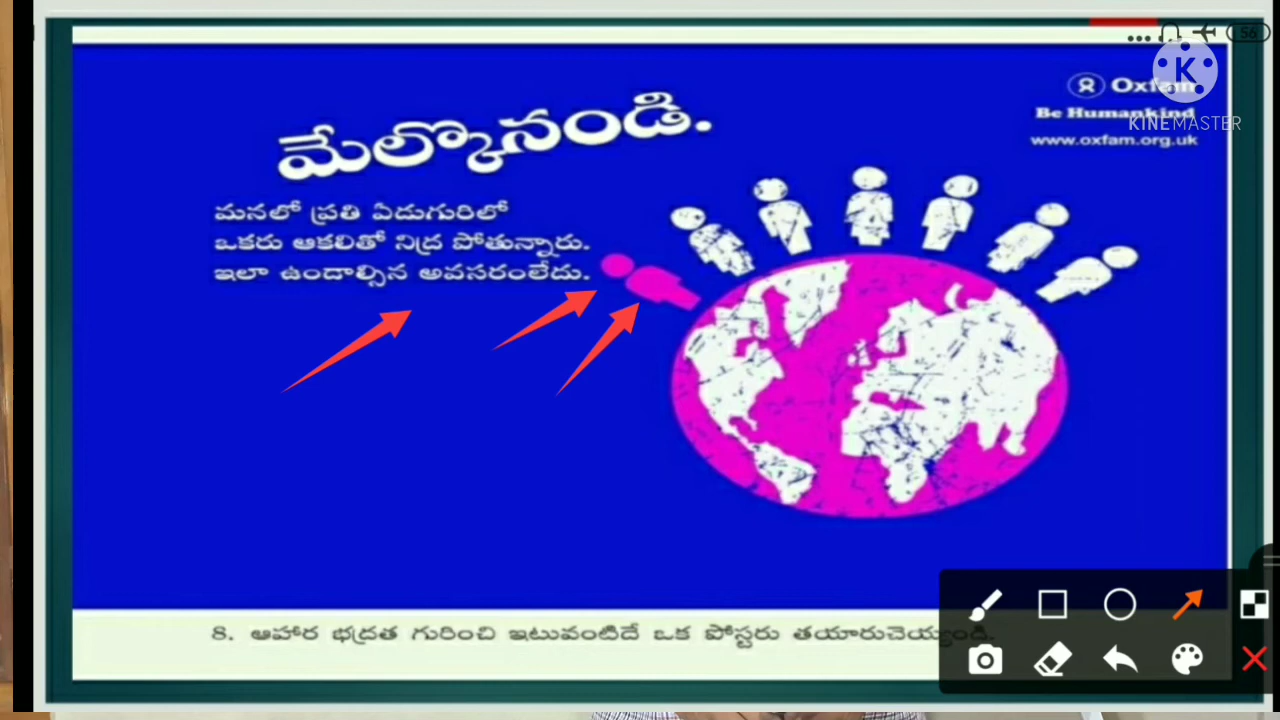 56
K
KINEMASTER
Oxfam
Be Humankind
www.oxfam.org.uk
మేల్కొనండి.
మనలో ప్రతి ఏడుగురిలో
ఒకరు ఆకలితో నిద్ర పోతున్నారు.
ఇలా ఉండాల్సిన అవసరంలేదు.
8. ఆహార భద్రత గురించి ఇటువంటిదే ఒక పోస్టరు తయారుచెయ్యండి.